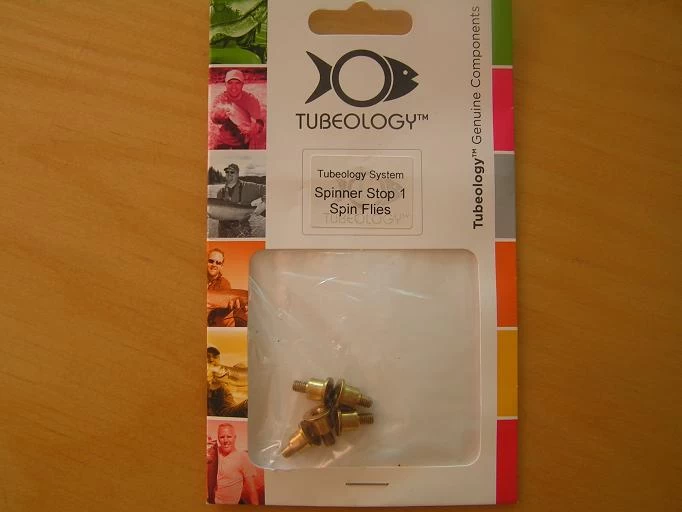 TUBEOLOGY™
Tubeology System
Spinner Stop 1
Spin Flies
TUBEOLOGY
Tubeology™ Genuine Components